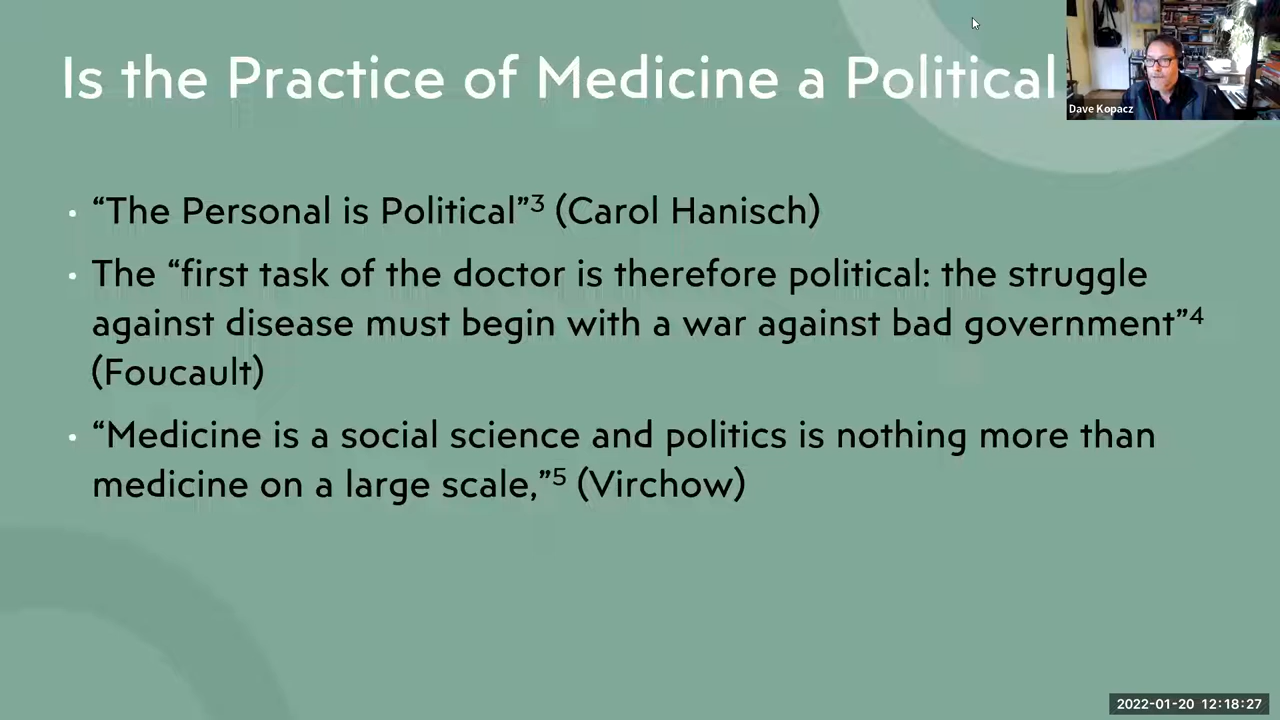 Is the Practice of Medicine a Political
Dave Kopacz
“The Personal is Political”³ (Carol Hanisch)
The “first task of the doctor is therefore political: the struggle
against disease must begin with a war against bad government”⁴
(Foucault)
“Medicine is a social science and politics is nothing more than
medicine on a large scale,”⁵ (Virchow)
2022-01-20 12:18:27